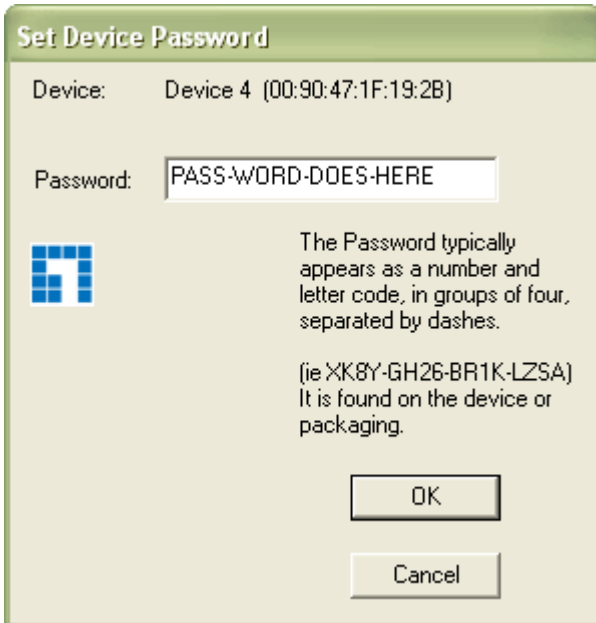 Set Device Password
Device: Device 4 (00:90:47:1F:19:2B)
Password: PASS-WORD-DOES-HERE
The Password typically
appears as a number and
letter code, in groups of four,
separated by dashes.
(ie XK8Y-GH26-BR1K-LZSA)
It is found on the device or
packaging.
OK
Cancel